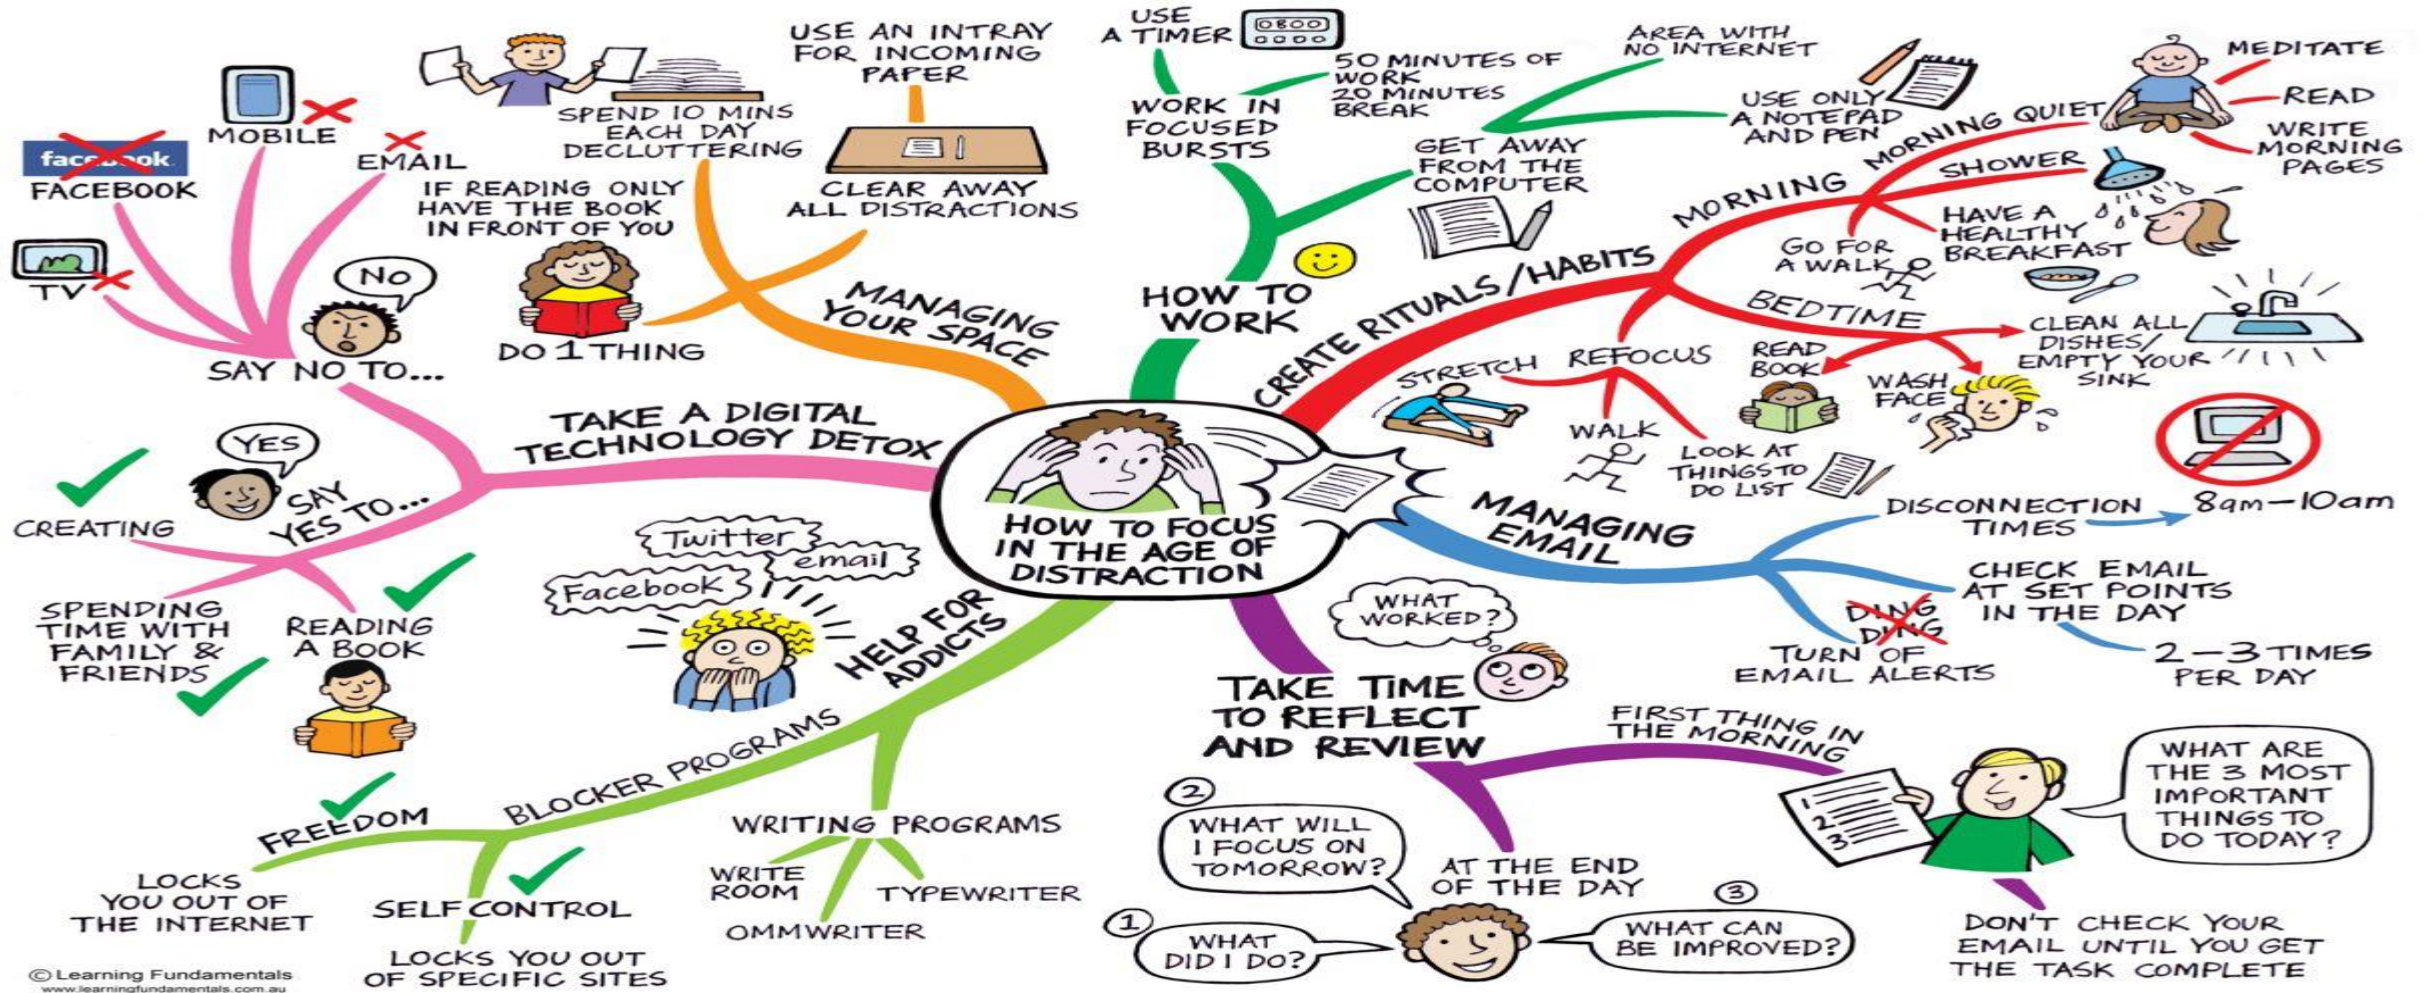 HOW TO FOCUS
IN THE AGE OF
DISTRACTION
USE AN INTRAY
FOR INCOMING
PAPER
SPEND 10 MINS
EACH DAY
DECLUTTERING
CLEAR AWAY
ALL DISTRACTIONS
IF READING ONLY
HAVE THE BOOK
IN FRONT OF YOU
DO 1 THING
MANAGING
YOUR SPACE
USE
A TIMER
0800
50 MINUTES OF
WORK
20 MINUTES
BREAK
WORK IN
FOCUSED
BURSTS
AREA WITH
NO INTERNET
USE ONLY
A NOTEPAD
AND PEN
GET AWAY
FROM THE
COMPUTER
HOW TO
WORK
CREATE RITUALS/HABITS
MORNING
MORNING QUIET
MEDITATE
READ
WRITE
MORNING
PAGES
SHOWER
HAVE A
HEALTHY
BREAKFAST
GO FOR
A WALK
BEDTIME
CLEAN ALL
DISHES/
EMPTY YOUR
SINK
READ
BOOK
WASH
FACE
REFOCUS
STRETCH
WALK
LOOK AT
THINGS TO
DO LIST
MANAGING
EMAIL
DISCONNECTION
TIMES
8am-10am
CHECK EMAIL
AT SET POINTS
IN THE DAY
2-3 TIMES
PER DAY
DING
DING
TURN OF
EMAIL ALERTS
WHAT
WORKED?
TAKE TIME
TO REFLECT
AND REVIEW
FIRST THING IN
THE MORNING
1
2
3
WHAT ARE
THE 3 MOST
IMPORTANT
THINGS TO
DO TODAY?
DON'T CHECK YOUR
EMAIL UNTIL YOU GET
THE TASK COMPLETE
AT THE END
OF THE DAY
1
WHAT
DID I DO?
2
WHAT WILL
I FOCUS ON
TOMORROW?
3
WHAT CAN
BE IMPROVED?
HELP FOR
ADDICTS
Twitter
email
Facebook
WRITING PROGRAMS
WRITE
ROOM
OMMWRITER
TYPEWRITER
BLOCKER PROGRAMS
FREEDOM
LOCKS
YOU OUT OF
THE INTERNET
SELF CONTROL
LOCKS YOU OUT
OF SPECIFIC SITES
TAKE A DIGITAL
TECHNOLOGY DETOX
NO
SAY NO TO...
TV
facebook
FACEBOOK
MOBILE
EMAIL
YES
SAY
YES TO...
CREATING
SPENDING
TIME WITH
FAMILY &
FRIENDS
READING
A BOOK
© Learning Fundamentals
www.learningfundamentals.com.au